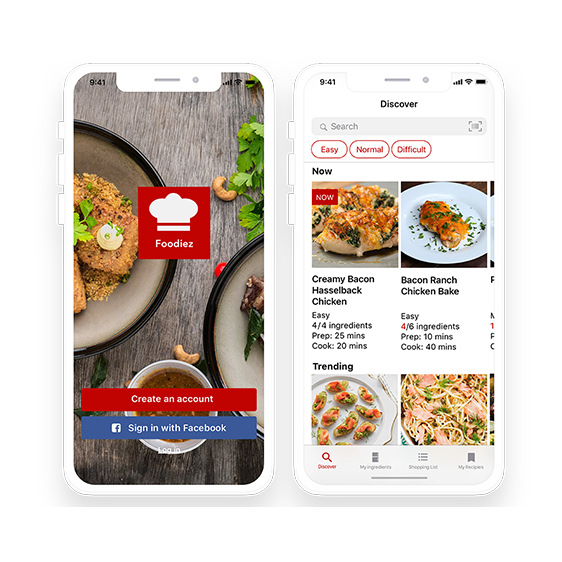 9:41
Foodiez
Create an account
Sign in with Facebook
9:41
Discover
Search
Easy
Normal
Difficult
Now
NOW
Creamy Bacon
Hasselback
Chicken
Easy
4/4 ingredients
Prep: 25 mins
Cook: 20 mins
Bacon Ranch
Chicken Bake
Easy
4/6 ingredients
Prep: 10 mins
Cook: 40 mins
Trending
Discover
My Ingredients
Shopping List
My Recipies